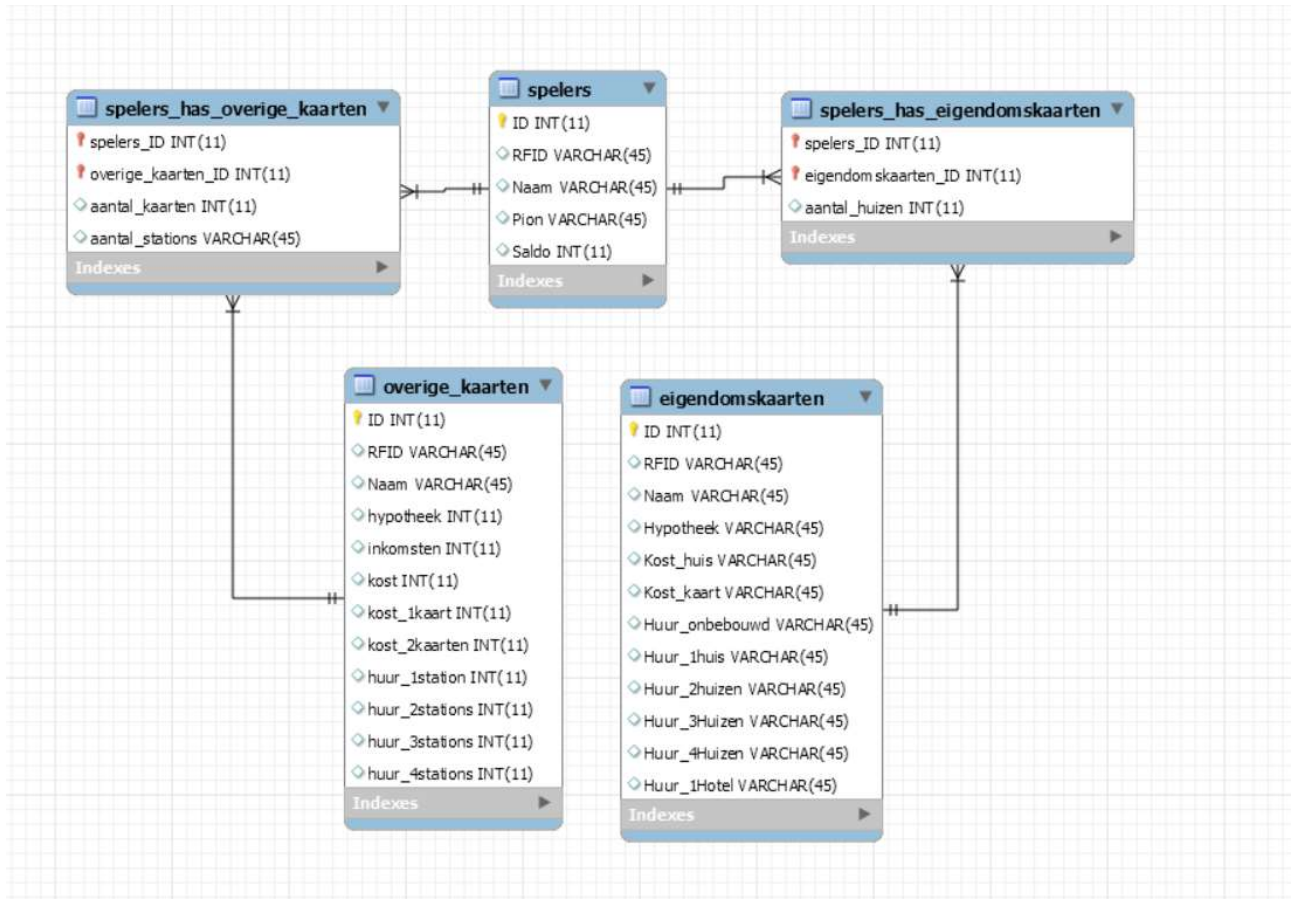 spelers_has_overige_kaarten
spelers_ID INT(11)
overige_kaarten_ID INT(11)
aantal_kaarten INT(11)
aantal_stations VARCHAR(45)
Indexes
spelers
ID INT(11)
RFID VARCHAR(45)
Naam VARCHAR(45)
Pion VARCHAR(45)
Saldo INT(11)
Indexes
spelers_has_eigendomskaarten
spelers_ID INT(11)
eigendomskaarten_ID INT(11)
aantal_huizen INT(11)
Indexes
overige_kaarten
ID INT(11)
RFID VARCHAR(45)
Naam VARCHAR(45)
hypotheek INT(11)
inkomsten INT(11)
kost INT(11)
kost_1kaart INT(11)
kost_2kaarten INT(11)
huur_1station INT(11)
huur_2stations INT(11)
huur_3stations INT(11)
huur_4stations INT(11)
Indexes
eigendomskaarten
ID INT(11)
RFID VARCHAR(45)
Naam VARCHAR(45)
Hypotheek VARCHAR(45)
Kost_huis VARCHAR(45)
Kost_kaart VARCHAR(45)
Huur_onbebouwd VARCHAR(45)
Huur_1huis VARCHAR(45)
Huur_2huizen VARCHAR(45)
Huur_3Huizen VARCHAR(45)
Huur_4Huizen VARCHAR(45)
Huur_1Hotel VARCHAR(45)
Indexes